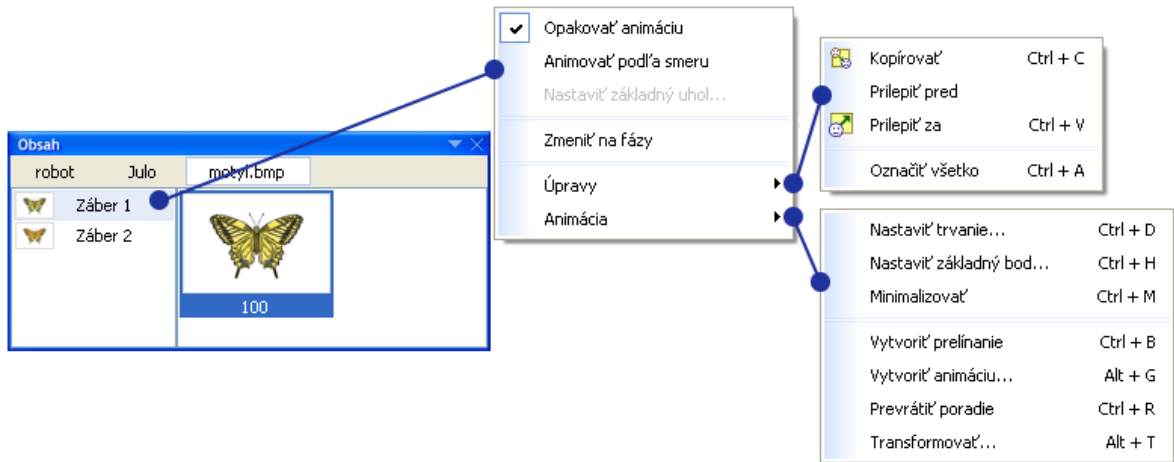 Obsah
robot Julo motyl.bmp
Záber 1
Záber 2
100
Opakovať animáciu
Animovať podľa smeru
Nastaviť základný uhol...
Zmeniť na fázy
Úpravy
Animácia
Kopírovať Ctrl + C
Prilepiť pred
Prilepiť za Ctrl + V
Označiť všetko Ctrl + A
Nastaviť trvanie... Ctrl + D
Nastaviť základný bod... Ctrl + H
Minimalizovať Ctrl + M
Vytvoriť prelínanie Ctrl + B
Vytvoriť animáciu... Alt + G
Prevrátiť poradie Ctrl + R
Transformovať... Alt + T